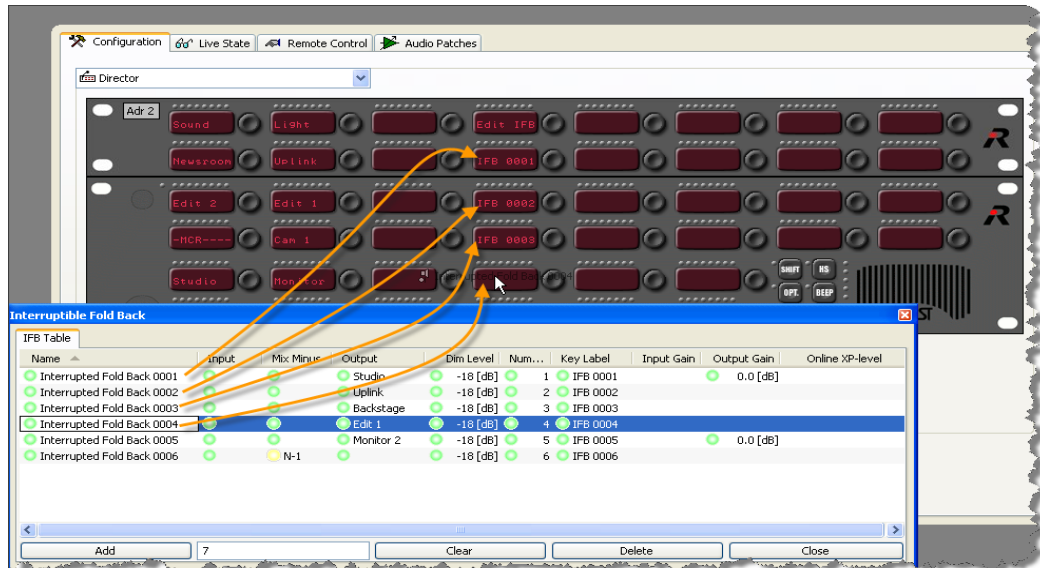 Configuration Live State Remote Control Audio Patches
Director
Adr 2
Sound Light Edit IFB
Newsroom Uplink IFB 0001
R
Edit 2 Edit 1 IFB 0002
-MCR---- Cam 1 IFB 0003
R
Studio Monitor Interrupted Fold Back 0004
SHIFT HS
OPT. BEEP
ST
Interruptible Fold Back
IFB Table
Name Input Mix Minus Output Dim Level Num... Key Label Input Gain Output Gain Online XP-level
Interrupted Fold Back 0001 Studio -18 [dB] 1 IFB 0001 0.0 [dB]
Interrupted Fold Back 0002 Uplink -18 [dB] 2 IFB 0002
Interrupted Fold Back 0003 Backstage -18 [dB] 3 IFB 0003
Interrupted Fold Back 0004 Edit 1 -18 [dB] 4 IFB 0004
Interrupted Fold Back 0005 Monitor 2 -18 [dB] 5 IFB 0005 0.0 [dB]
Interrupted Fold Back 0006 N-1 -18 [dB] 6 IFB 0006
Add 7 Clear Delete Close